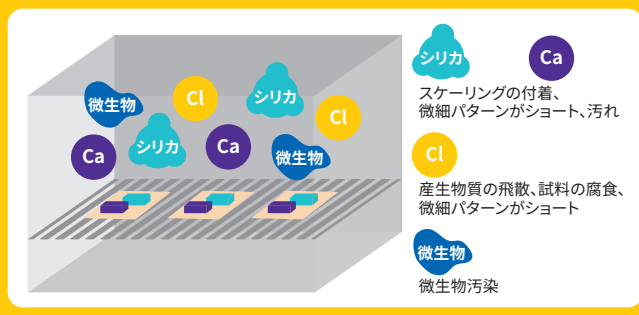 微生物
Cl
シリカ
Cl
Ca
シリカ
Ca
微生物
シリカ
Ca
スケーリングの付着、
微細パターンがショート、汚れ
Cl
産生物質の飛散、試料の腐食、
微細パターンがショート
微生物
微生物汚染